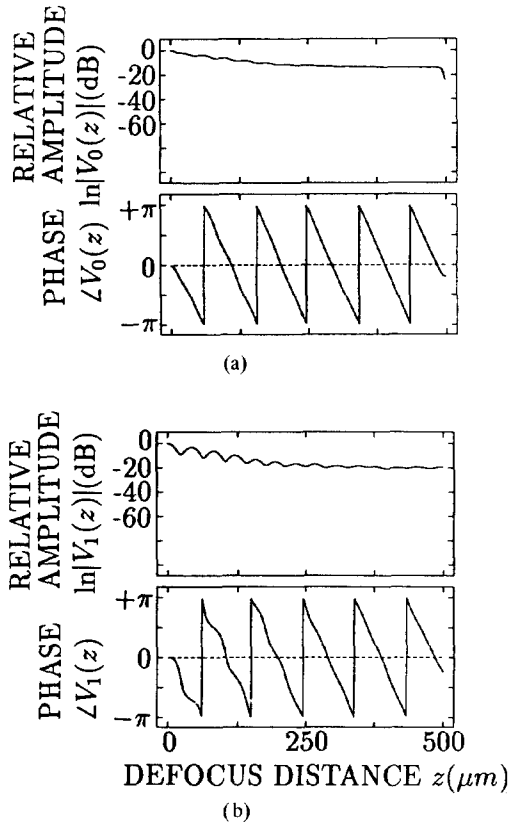 RELATIVE
AMPLITUDE
ln|V₀(z)|(dB)
0
-20
-40
-60
PHASE
∠V₀(z)
+π
0
−π
(a)
RELATIVE
AMPLITUDE
ln|V₁(z)|(dB)
0
-20
-40
-60
PHASE
∠V₁(z)
+π
0
−π
0 250 500
DEFOCUS DISTANCE z(μm)
(b)